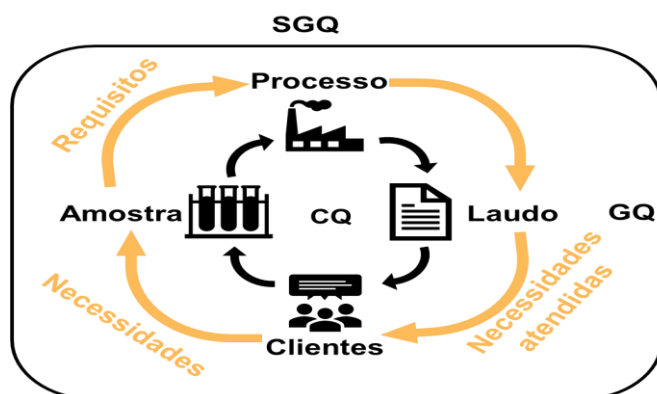 SGQ
Requisitos
Processo
Amostra
CQ
Laudo
GQ
Necessidades
Clientes
Necessidades
atendidas